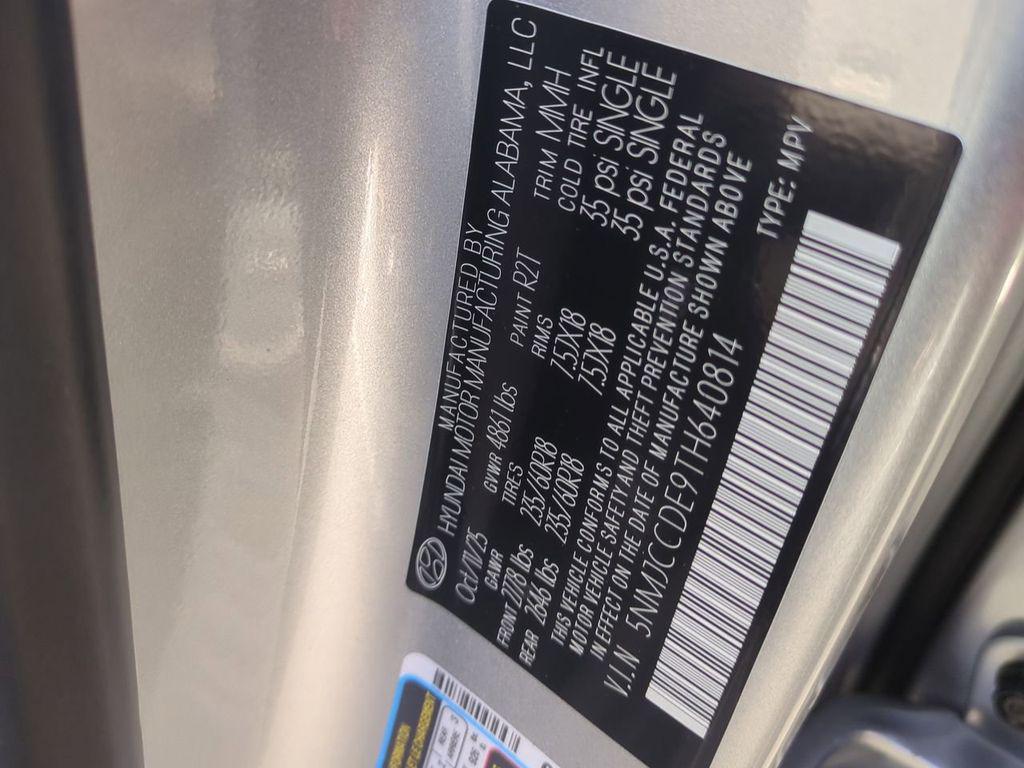 MANUFACTURED BY
HYUNDAI MOTOR MANUFACTURING ALABAMA, LLC
Oct/10/25 GVWR 4861 lbs PAINT R2T TRIM MMH
GAWR TIRES RIMS COLD TIRE INFL
FRONT 2778 lbs 235/60R18 7.5JX18 35 psi SINGLE
REAR 2646 lbs 235/60R18 7.5JX18 35 psi SINGLE
THIS VEHICLE CONFORMS TO ALL APPLICABLE U.S.A. FEDERAL
MOTOR VEHICLE SAFETY AND THEFT PREVENTION STANDARDS
IN EFFECT ON THE DATE OF MANUFACTURE SHOWN ABOVE
V.I.N 5NMJCCDE9TH640814 TYPE: MPV